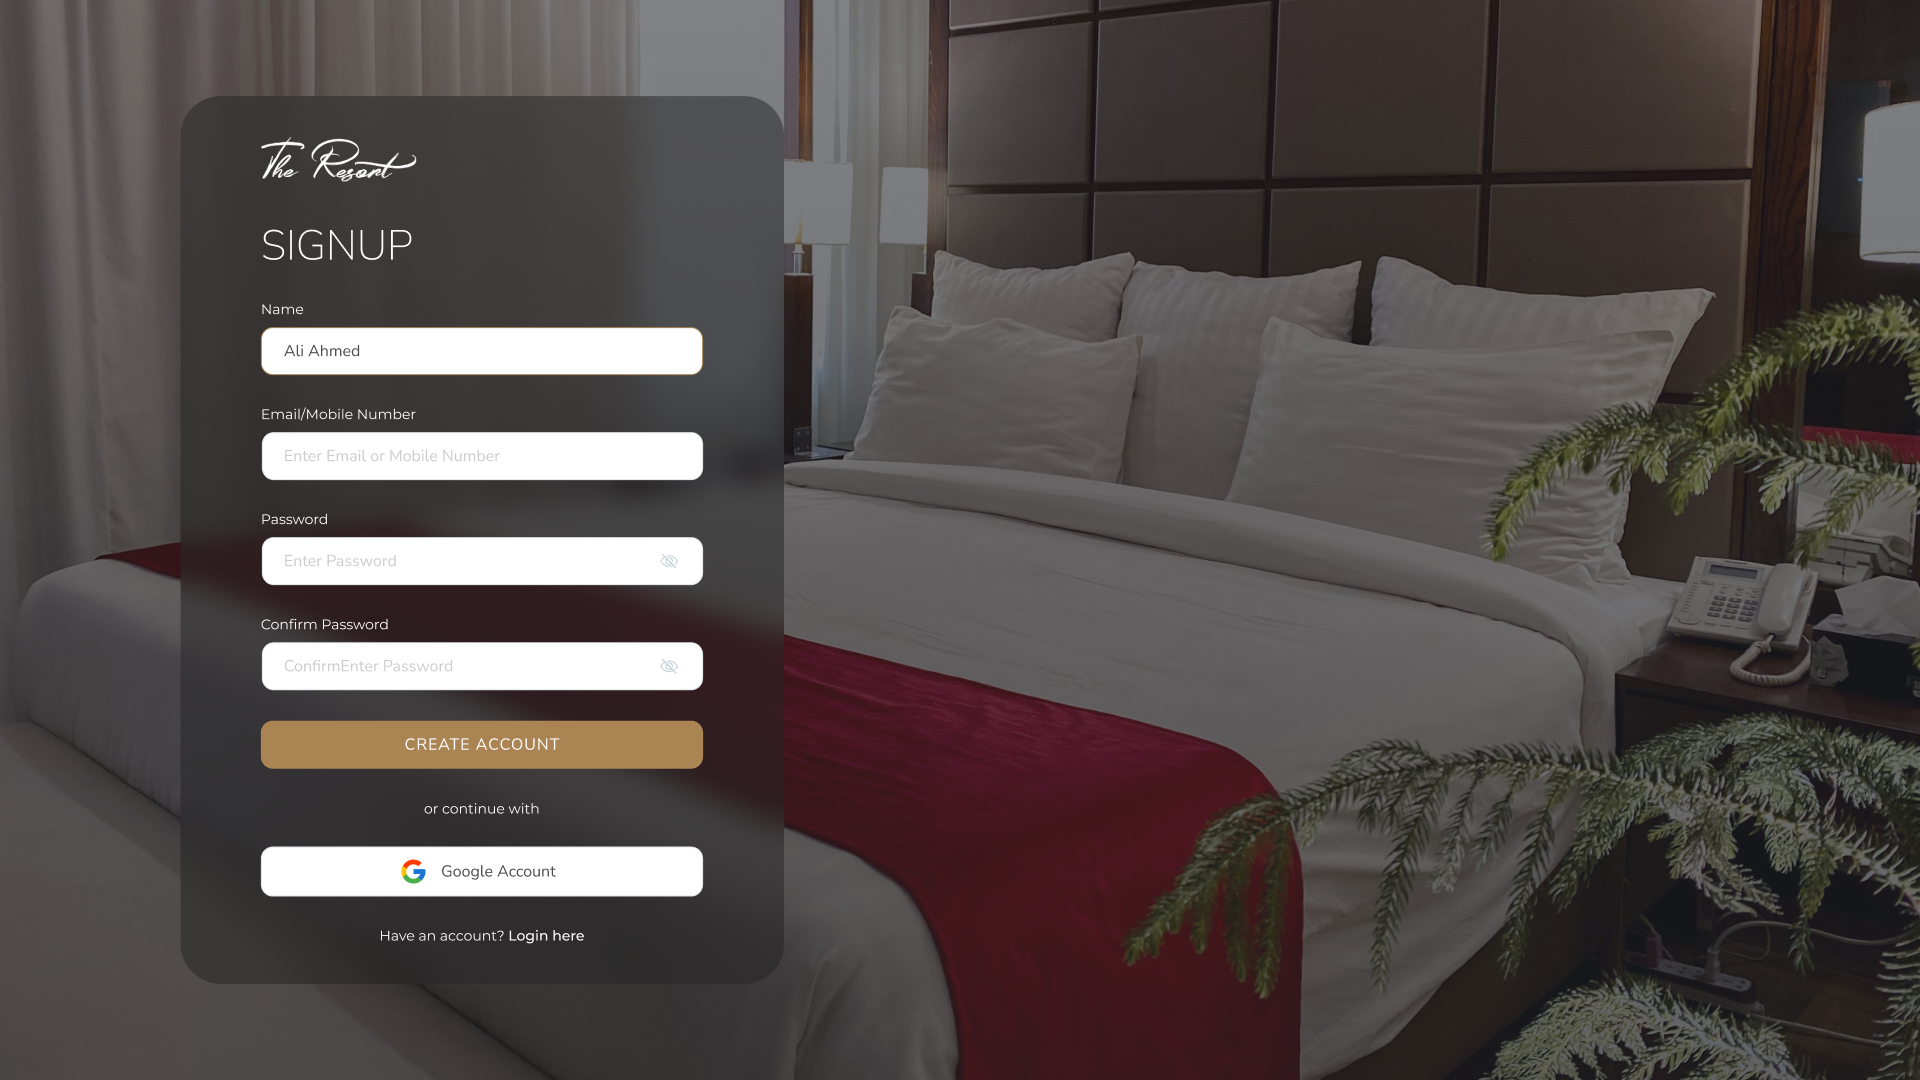 The Resort
SIGNUP
Name
Ali Ahmed
Email/Mobile Number
Enter Email or Mobile Number
Password
Enter Password
Confirm Password
ConfirmEnter Password
CREATE ACCOUNT
or continue with
Google Account
Have an account? Login here